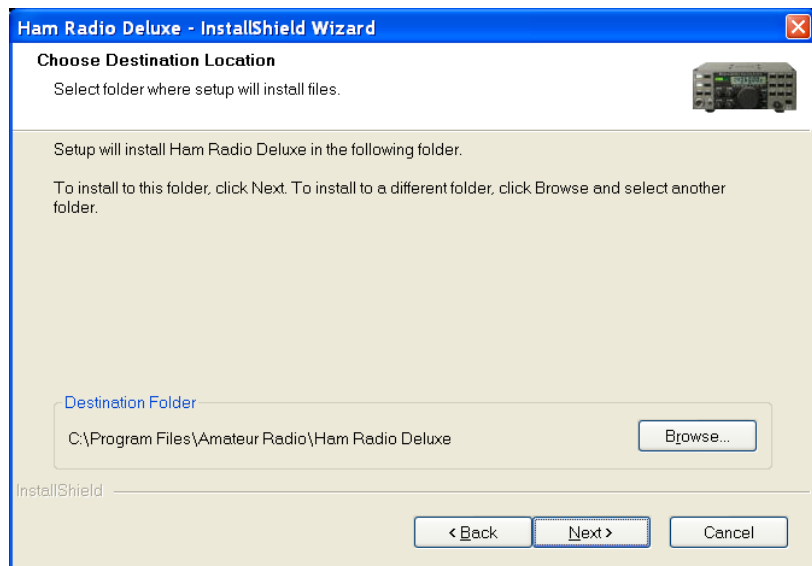 Ham Radio Deluxe - InstallShield Wizard
Choose Destination Location
Select folder where setup will install files.
Setup will install Ham Radio Deluxe in the following folder.
To install to this folder, click Next. To install to a different folder, click Browse and select another
folder.
Destination Folder
C:\Program Files\Amateur Radio\Ham Radio Deluxe
Browse...
InstallShield
< Back
Next >
Cancel